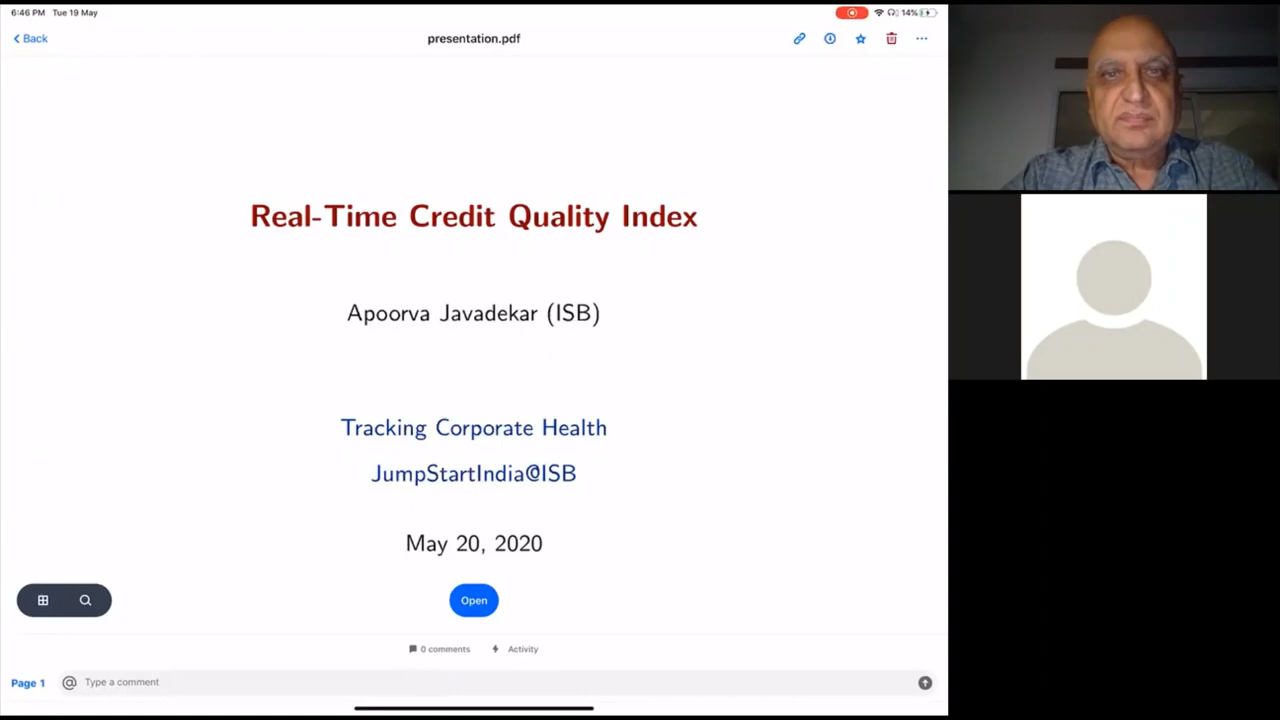 6:46 PM Tue 19 May
14%
Back
presentation.pdf
Real-Time Credit Quality Index
Apoorva Javadekar (ISB)
Tracking Corporate Health
JumpStartIndia@ISB
May 20, 2020
Open
0 comments Activity
Page 1 @ Type a comment